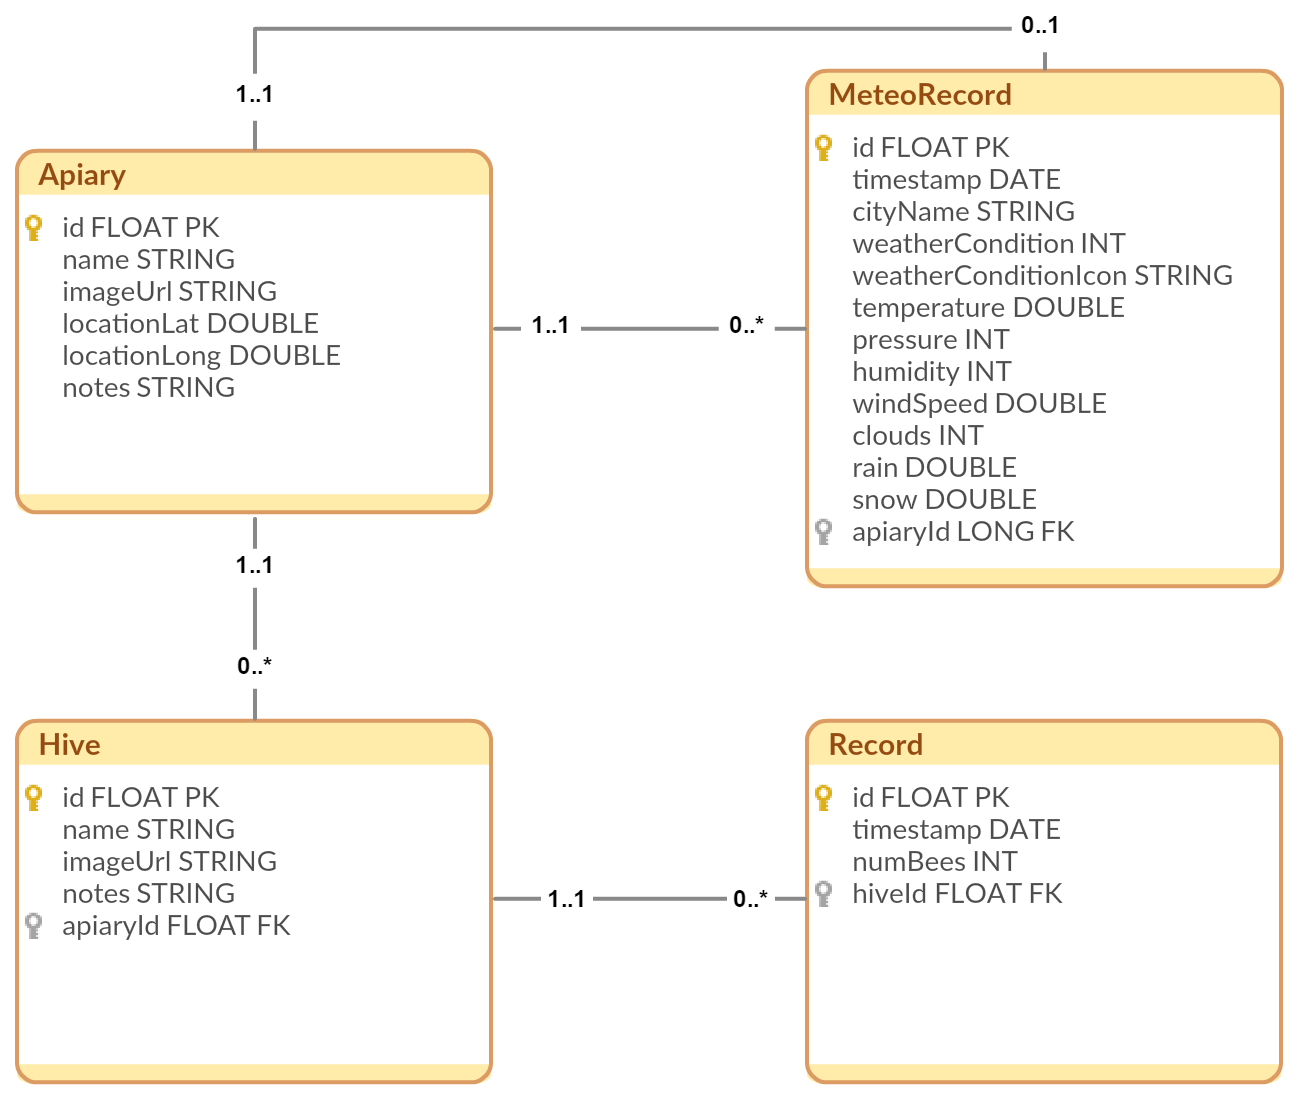 0..1
1..1
MeteoRecord
id FLOAT PK
timestamp DATE
cityName STRING
weatherCondition INT
weatherConditionIcon STRING
temperature DOUBLE
pressure INT
humidity INT
windSpeed DOUBLE
clouds INT
rain DOUBLE
snow DOUBLE
apiaryId LONG FK
Apiary
id FLOAT PK
name STRING
imageUrl STRING
locationLat DOUBLE
locationLong DOUBLE
notes STRING
1..1
0..*
1..1
0..*
Hive
id FLOAT PK
name STRING
imageUrl STRING
notes STRING
apiaryId FLOAT FK
1..1
0..*
Record
id FLOAT PK
timestamp DATE
numBees INT
hiveId FLOAT FK